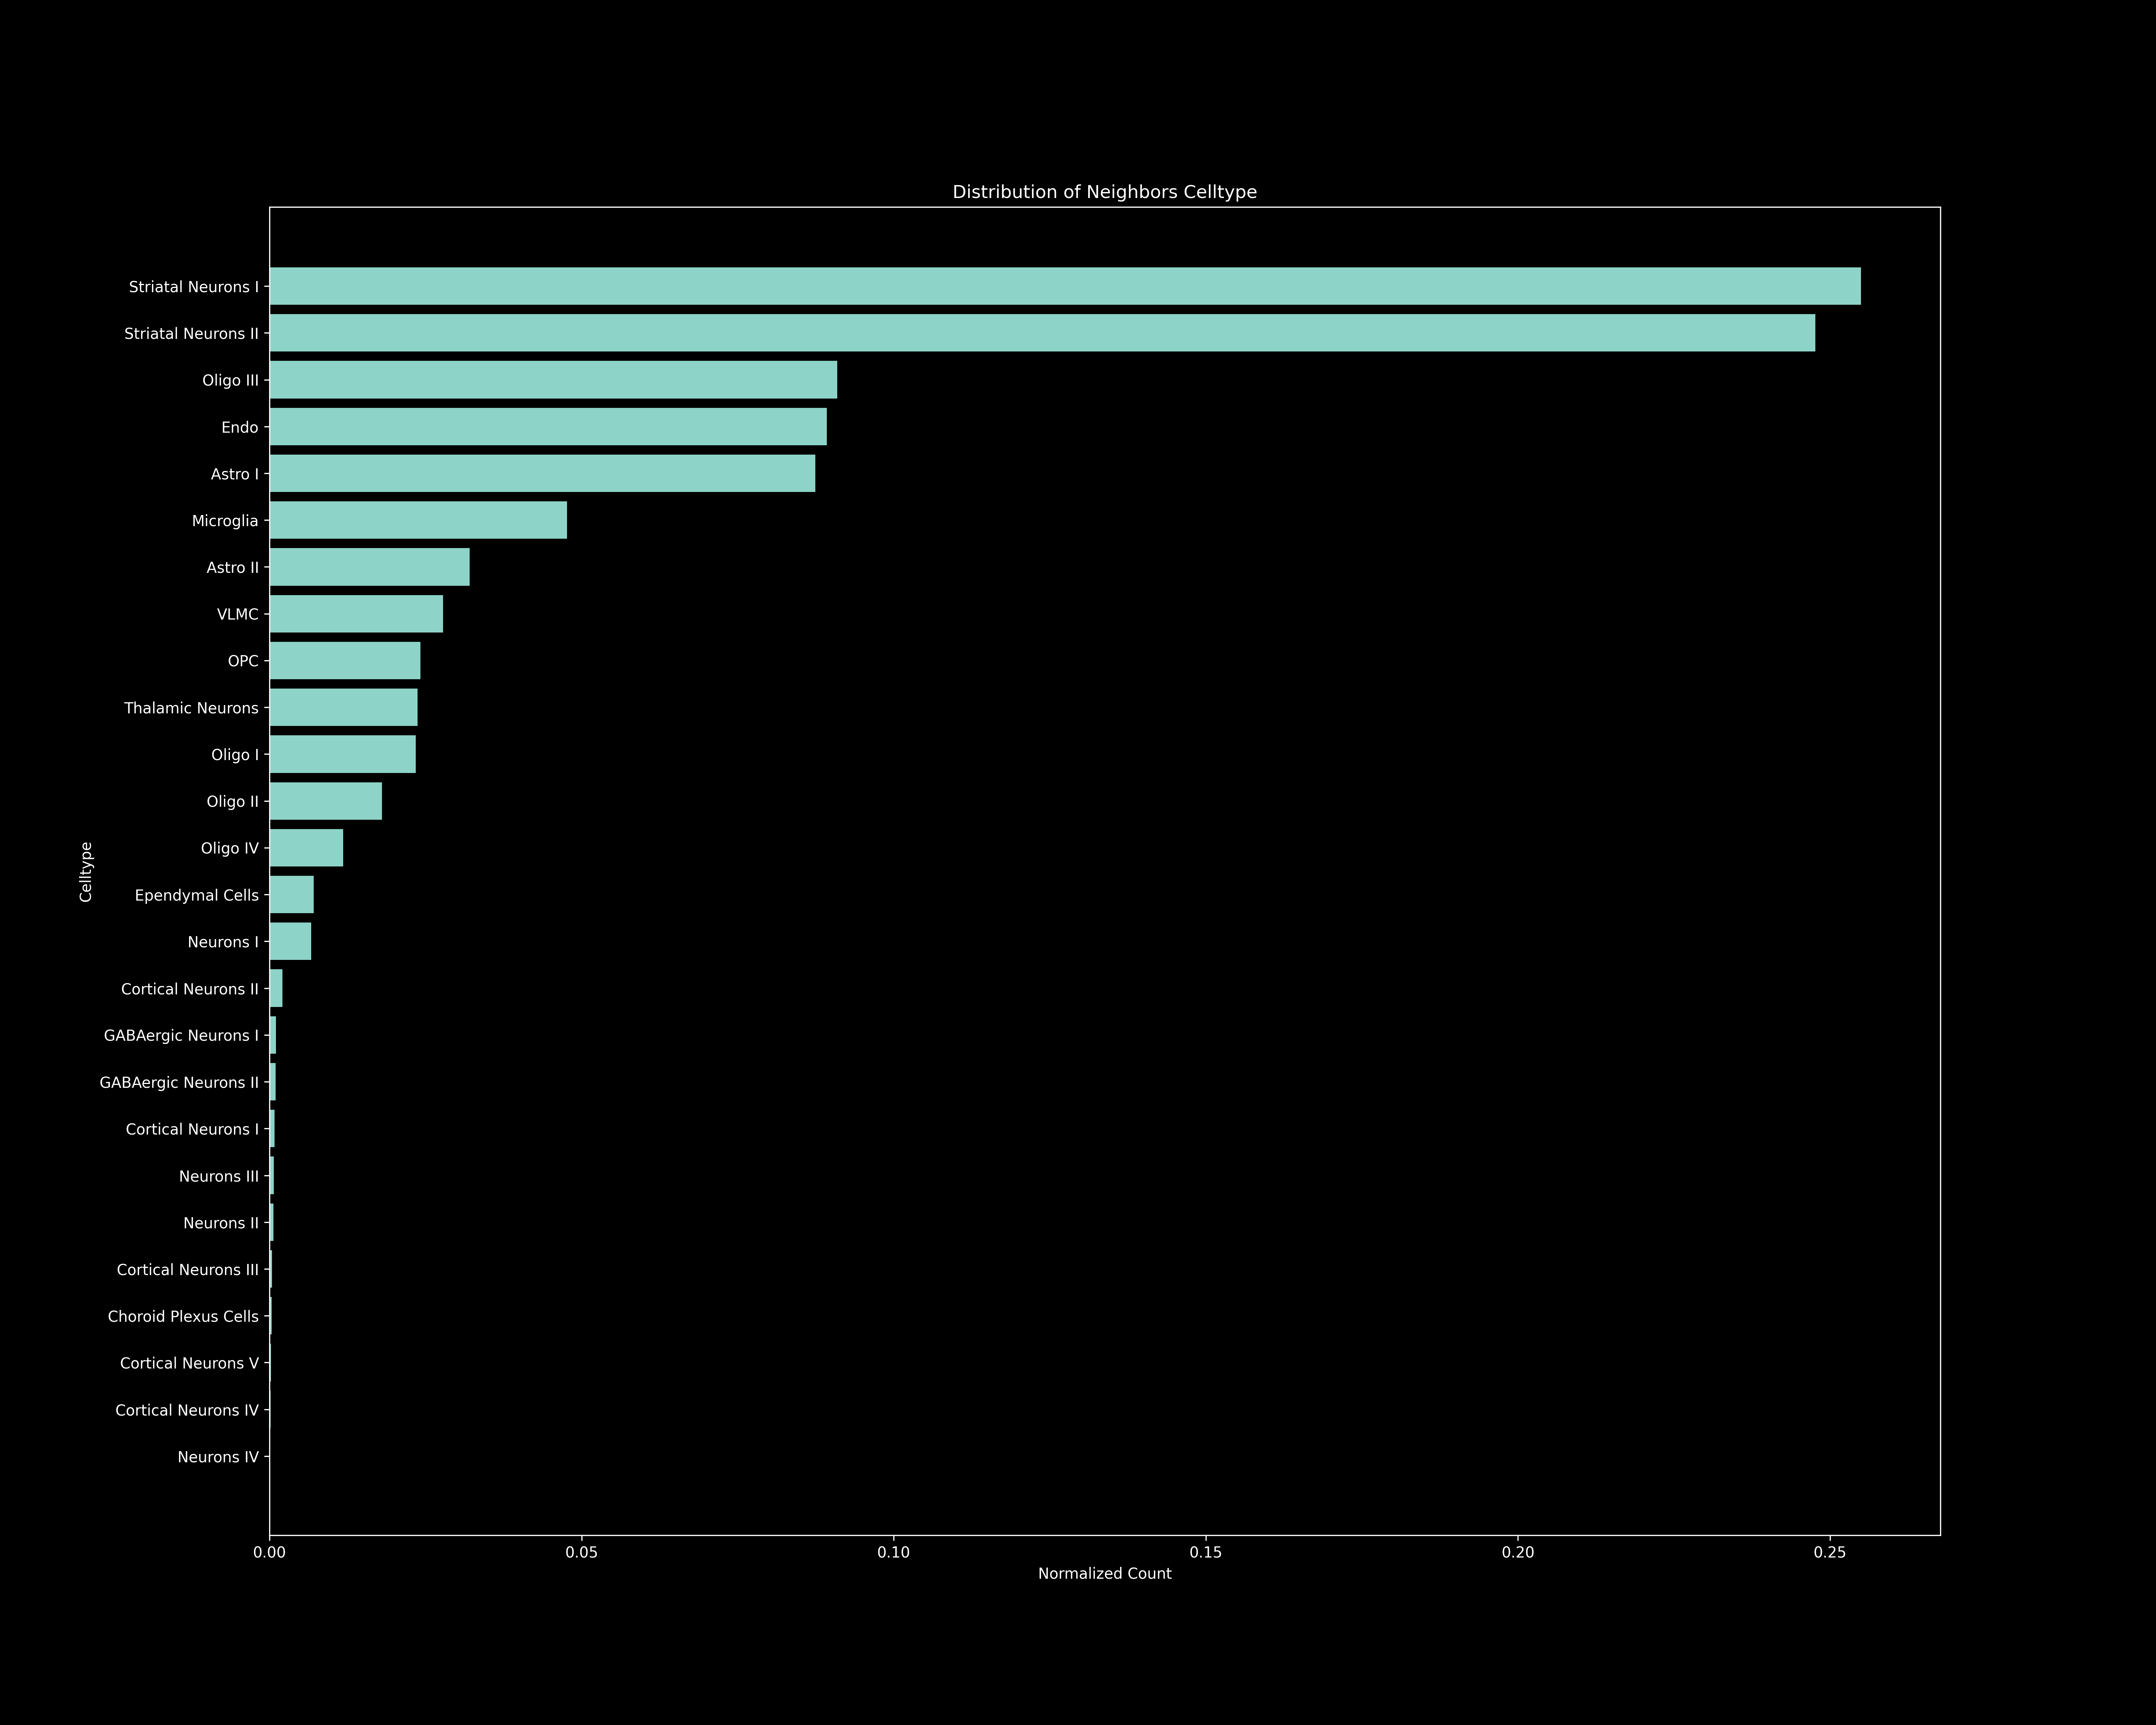 Distribution of Neighbors Celltype
Striatal Neurons I
Striatal Neurons II
Oligo III
Endo
Astro I
Microglia
Astro II
VLMC
OPC
Thalamic Neurons
Oligo I
Oligo II
Oligo IV
Ependymal Cells
Neurons I
Cortical Neurons II
GABAergic Neurons I
GABAergic Neurons II
Cortical Neurons I
Neurons III
Neurons II
Cortical Neurons III
Choroid Plexus Cells
Cortical Neurons V
Cortical Neurons IV
Neurons IV
Celltype
0.00 0.05 0.10 0.15 0.20 0.25
Normalized Count